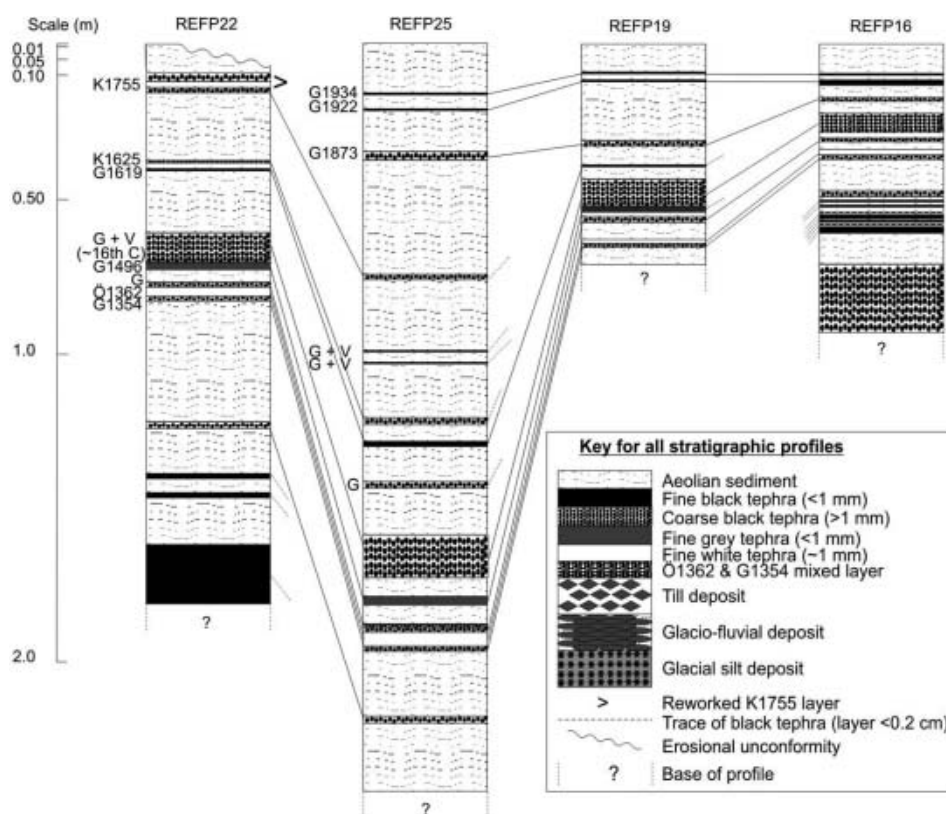 Scale (m)
REFP22
REFP25
REFP19
REFP16
0.01
0.05
0.10
0.50
1.0
2.0
K1755
>
K1625
G1619
G + V
(~16th C)
G1496
G
Ö1362
G1354
?
G1934
G1922
G1873
G + V
G + V
G
?
?
?
Key for all stratigraphic profiles
Aeolian sediment
Fine black tephra (<1 mm)
Coarse black tephra (>1 mm)
Fine grey tephra (<1 mm)
Fine white tephra (~1 mm)
Ö1362 & G1354 mixed layer
Till deposit
Glacio-fluvial deposit
Glacial silt deposit
> Reworked K1755 layer
Trace of black tephra (layer <0.2 cm)
Erosional unconformity
? Base of profile